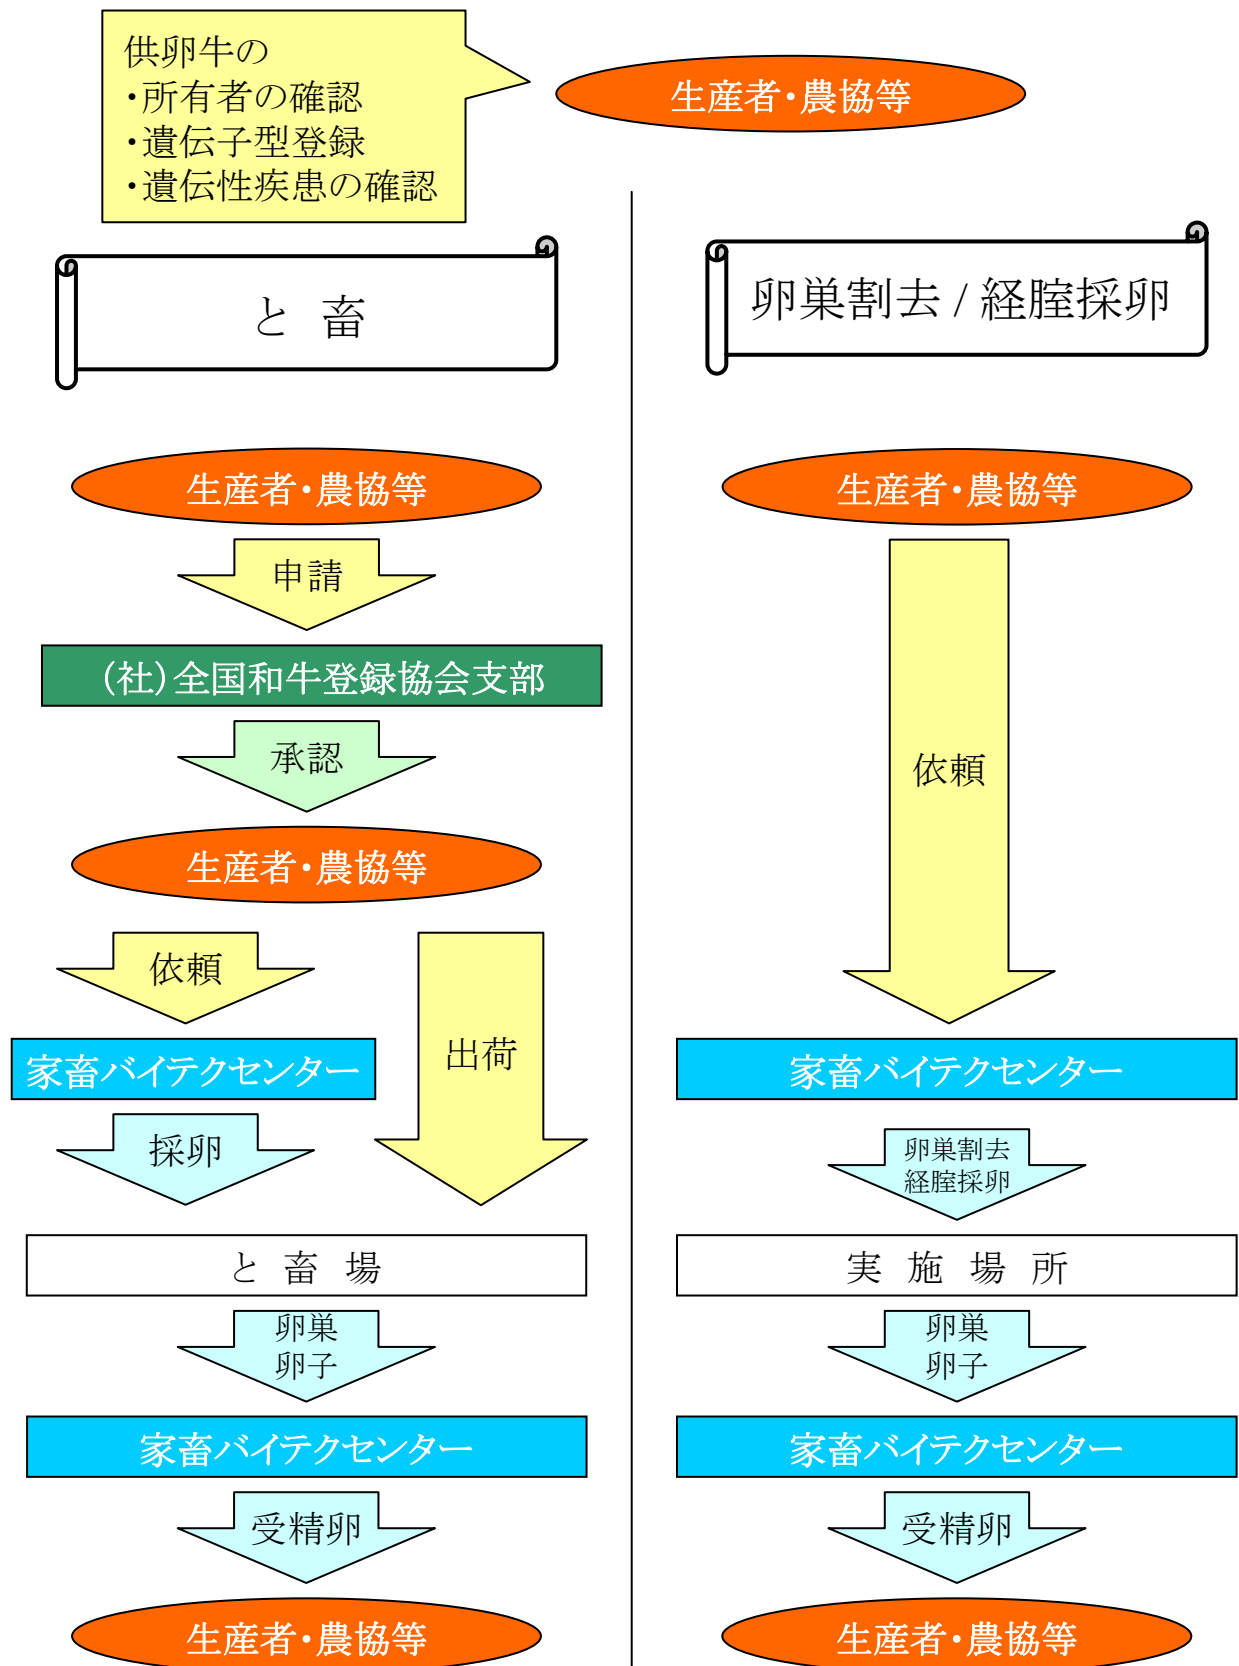 供卵牛の
・所有者の確認
・遺伝子型登録
・遺伝性疾患の確認
生産者・農協等
と 畜
生産者・農協等
申請
(社)全国和牛登録協会支部
承認
生産者・農協等
依頼
出荷
家畜バイテクセンター
採卵
と 畜 場
卵巣
卵子
家畜バイテクセンター
受精卵
生産者・農協等
卵巣割去 / 経腟採卵
生産者・農協等
依頼
家畜バイテクセンター
卵巣割去
経腟採卵
実 施 場 所
卵巣
卵子
家畜バイテクセンター
受精卵
生産者・農協等